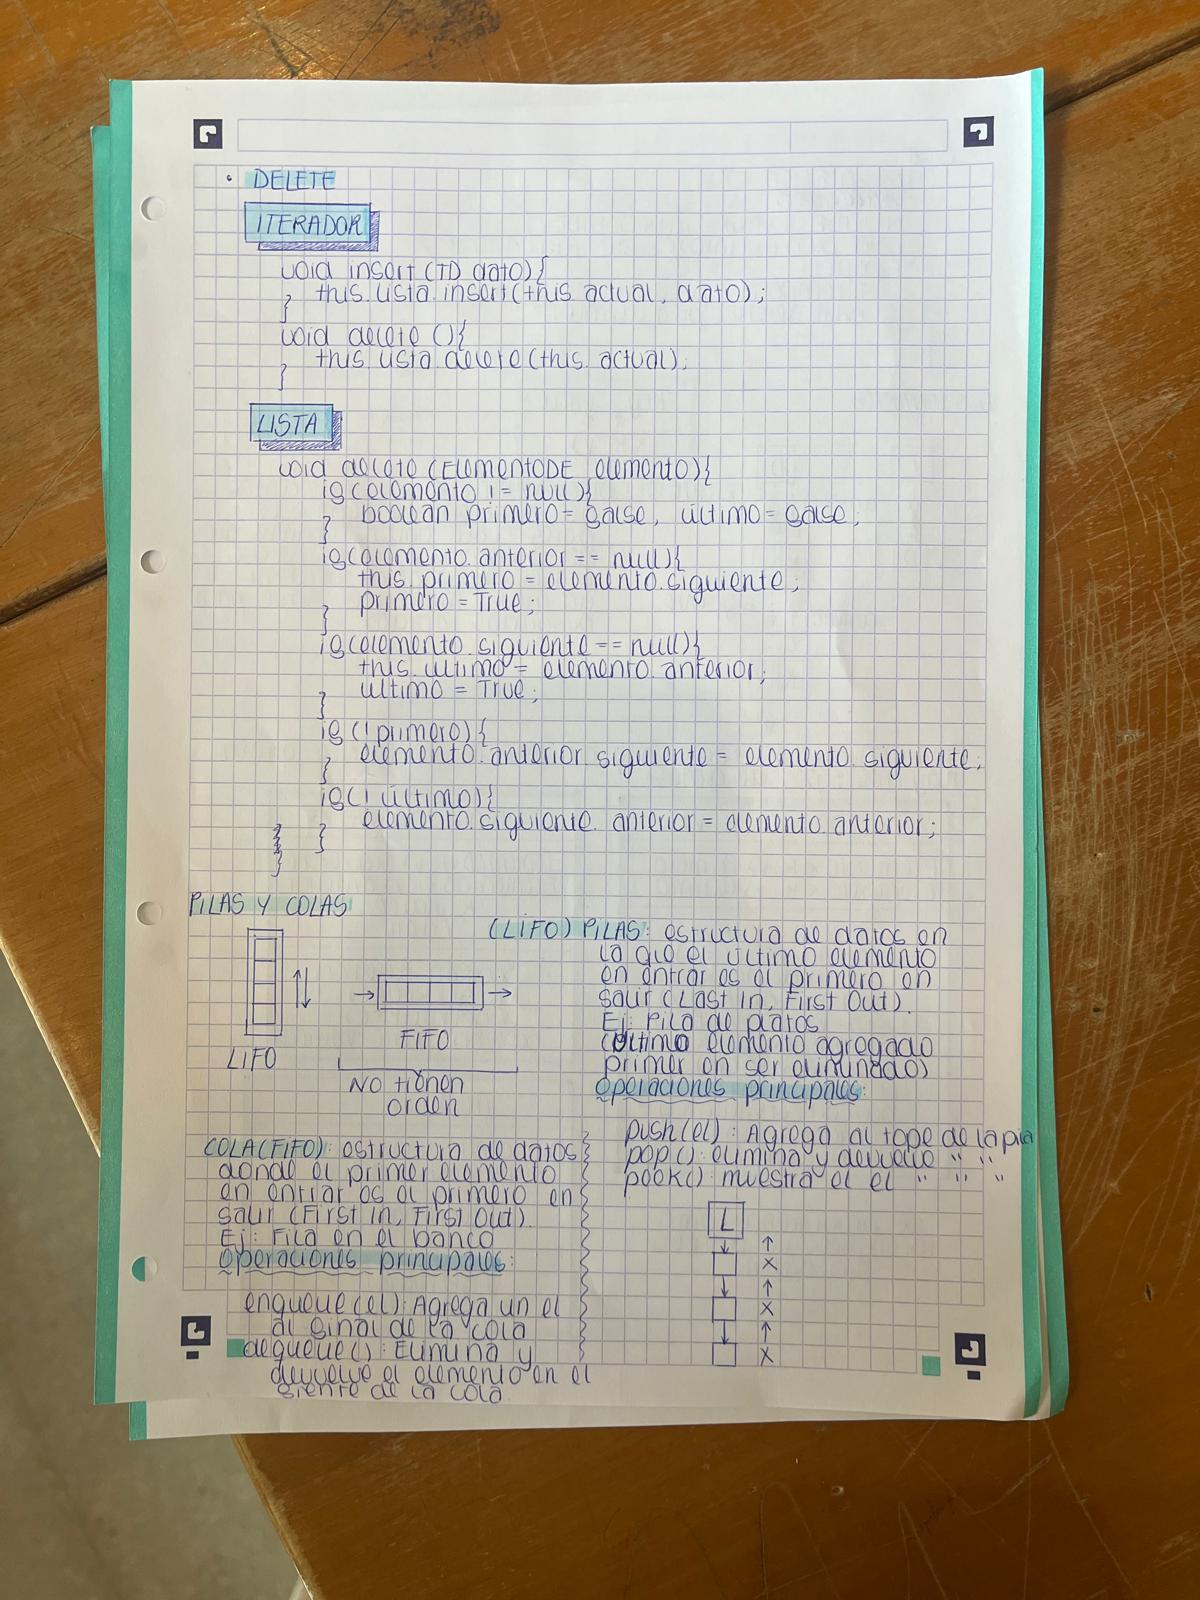 • DELETE
ITERADOR
void insert (TD dato){
this.lista.insert(this.actual, dato);
}
void delete (){
this.lista.delete(this.actual);
}
LISTA
void delete (ElementoDE elemento){
if(elemento != null){
boolean primero = false, último = false;
}
if(elemento.anterior == null){
this.primero = elemento.siguiente;
primero = True;
}
if(elemento.siguiente == null){
this.ultimo = elemento.anterior;
ultimo = True;
}
if(!primero){
elemento.anterior.siguiente = elemento.siguiente;
}
if(!último){
elemento.siguiente.anterior = elemento.anterior;
}
}
PILAS Y COLAS
LIFO
FIFO
NO tienen
orden
(LIFO) PILAS: estructura de datos en
la que el último elemento
en entrar es el primero en
salir (Last in, First Out).
Ej: Pila de platos
(Último elemento agregado
primer en ser eliminado)
operaciones principales:
push(el): Agrega al tope de la pila
pop(): elimina y devuelve " "
peek(): muestra el el " " "
L
x
x
x
COLA(FIFO): estructura de datos
donde el primer elemento
en entrar es el primero en
salir (First in, First Out).
Ej: Fila en el banco
operaciones principales:
enqueue(el): Agrega un el
al final de la cola
dequeue(): Elimina y
devuelve el elemento en el
frente de la cola.